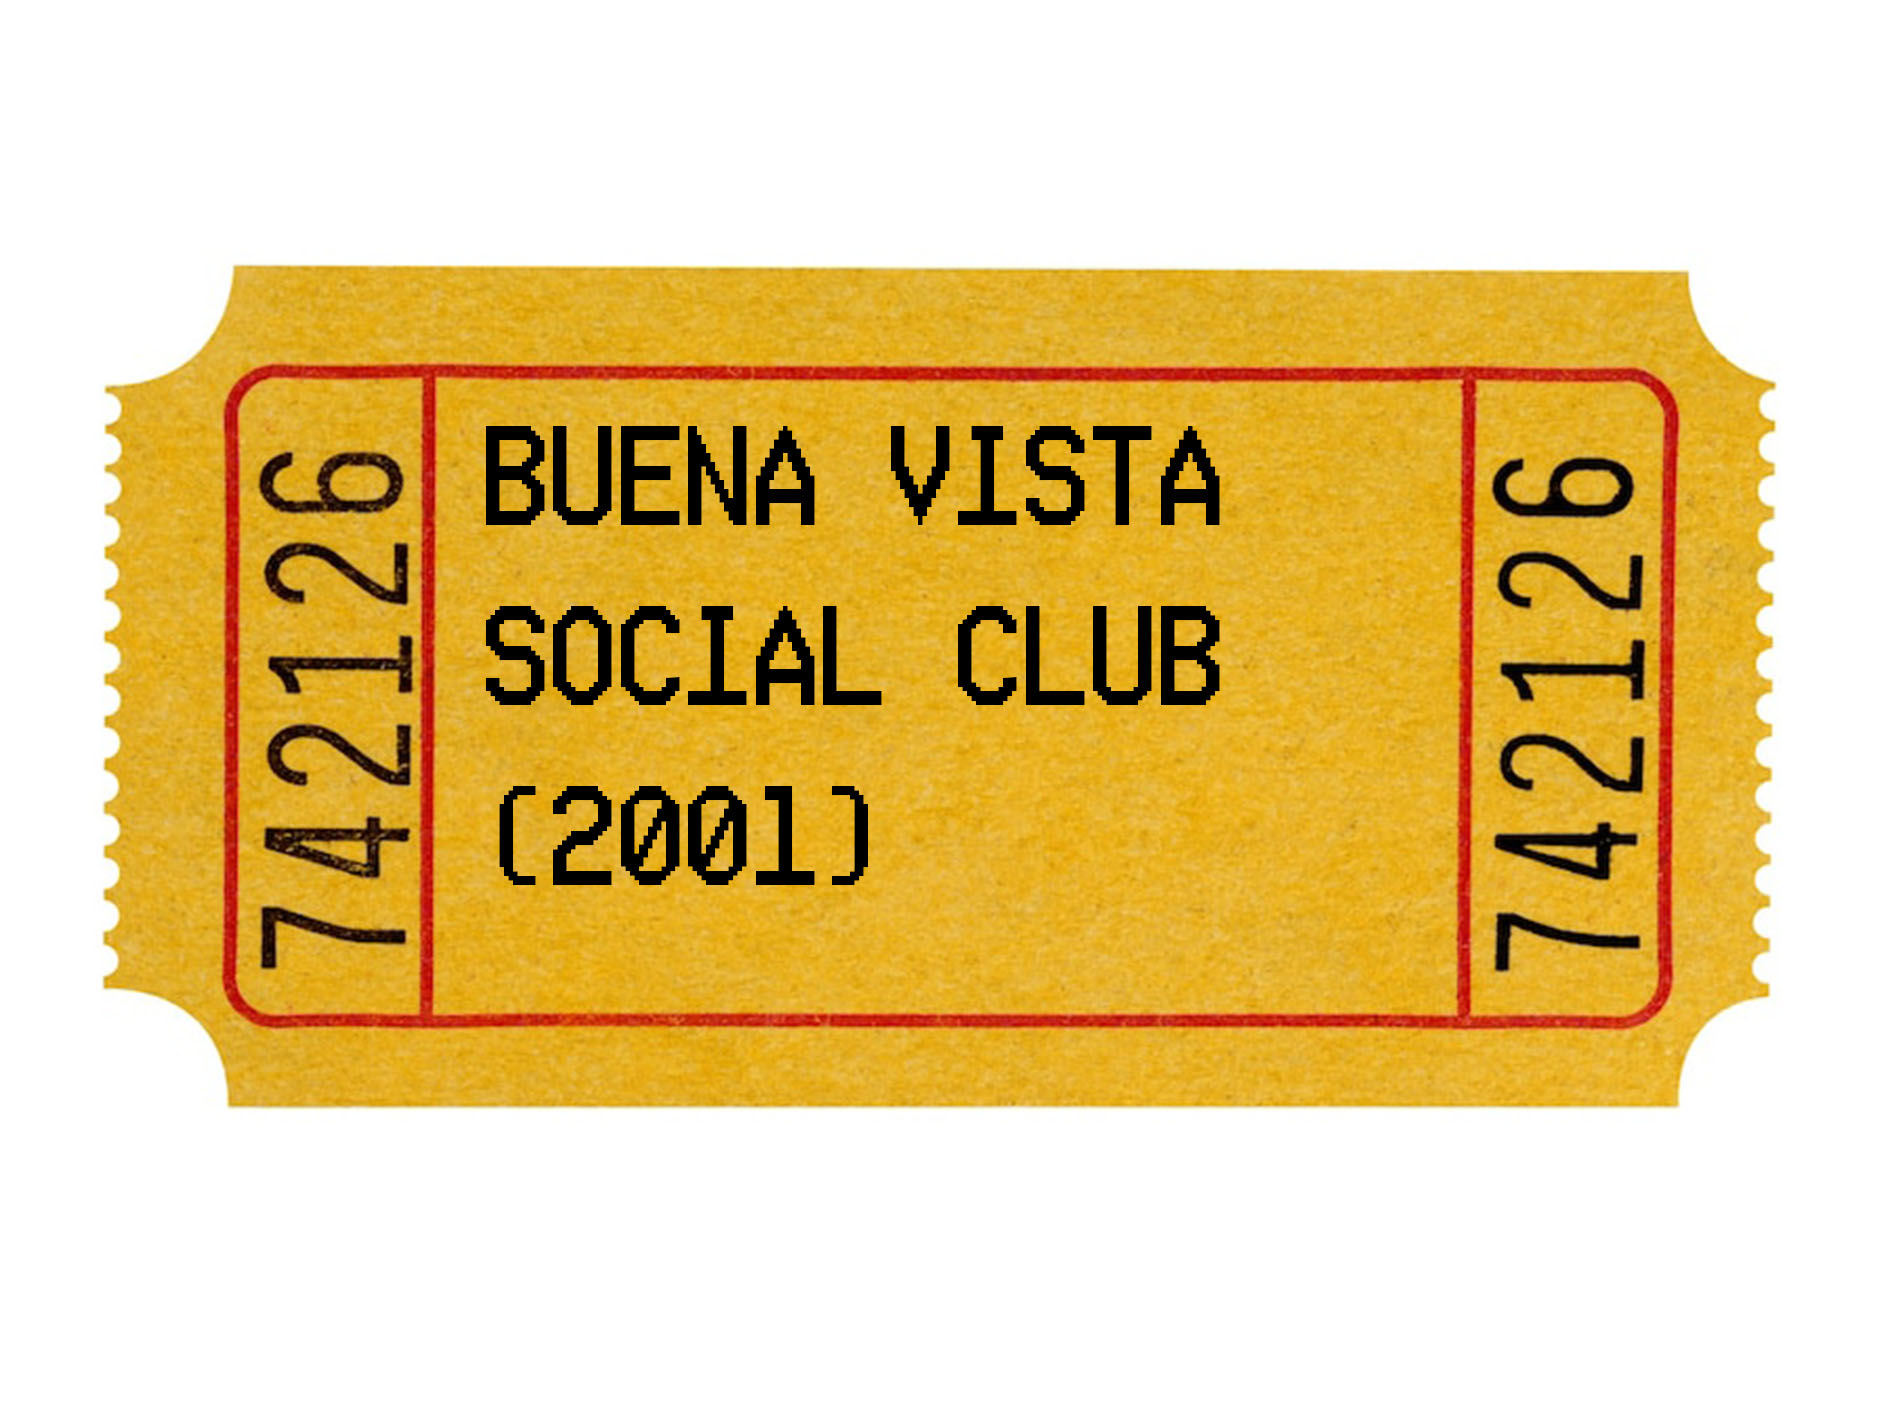 742126
BUENA VISTA
SOCIAL CLUB
(2001)
742126